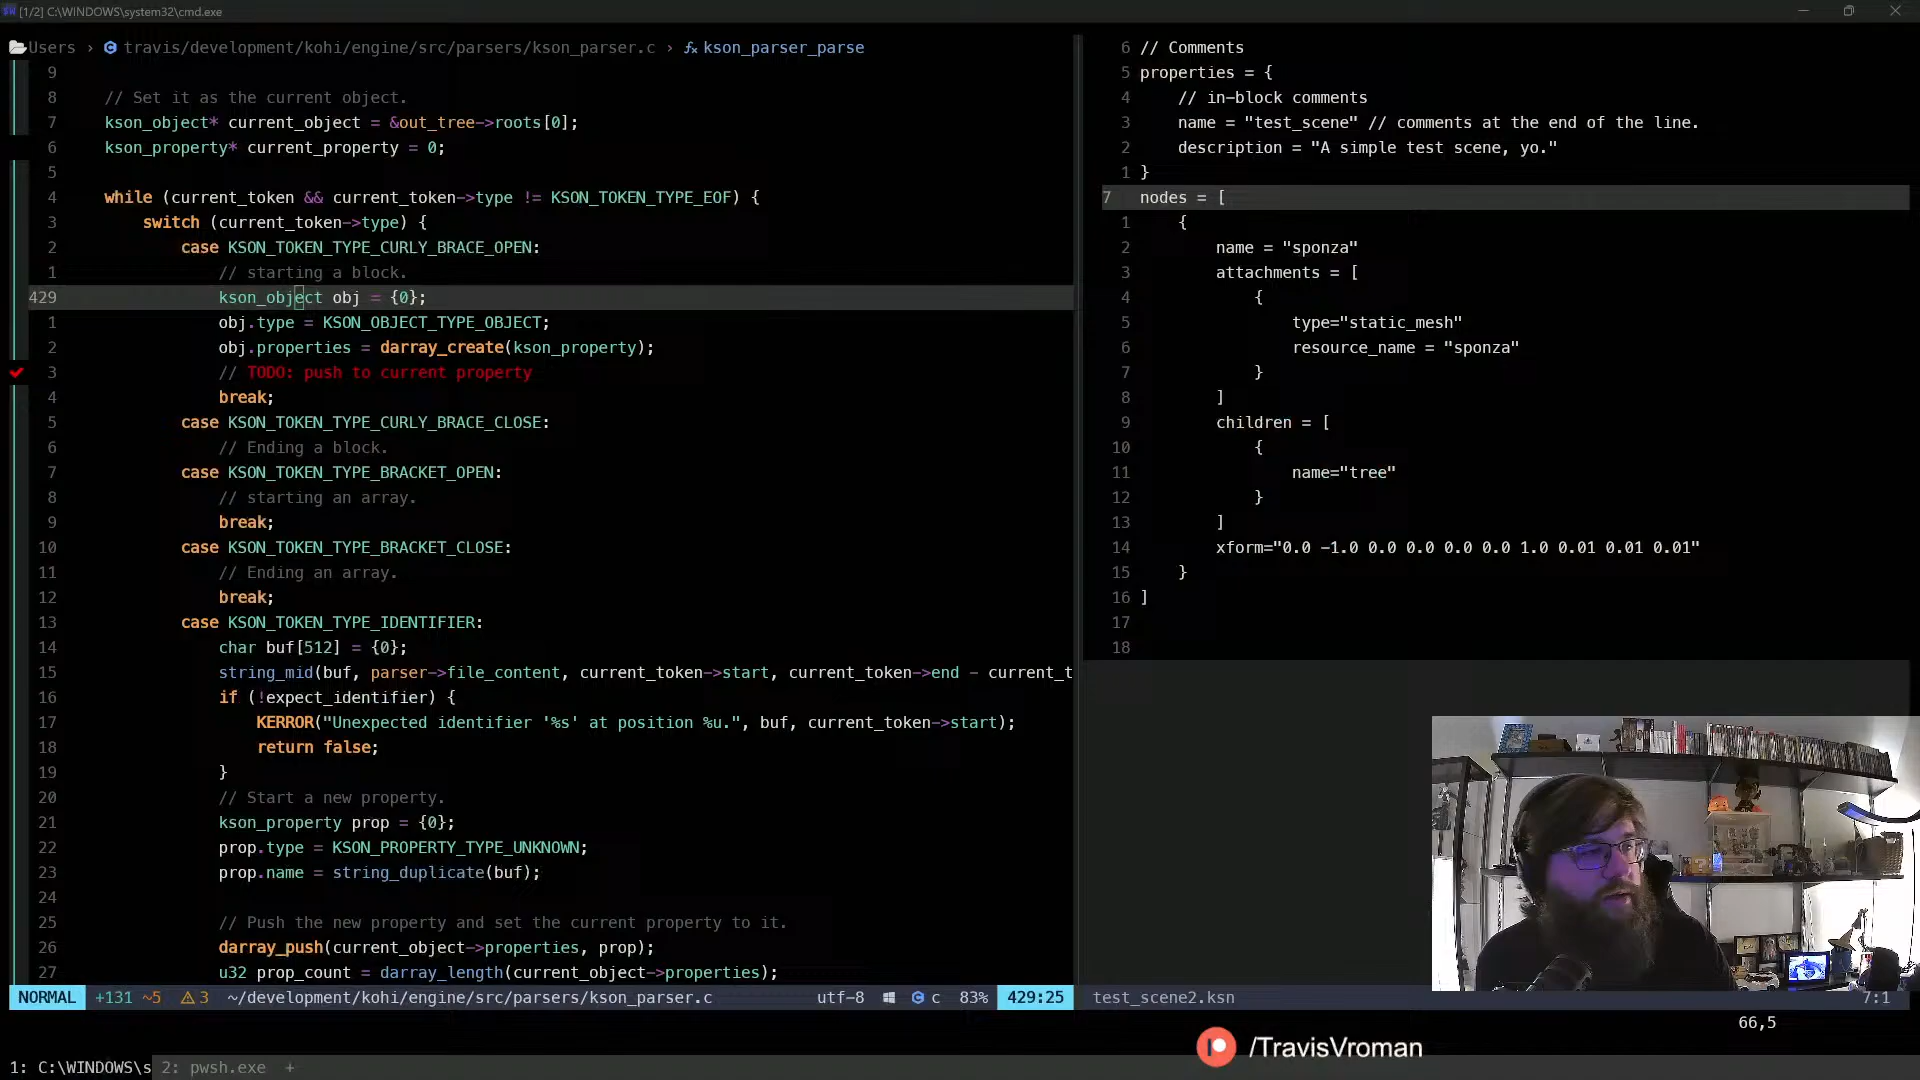 [1/2] C:\WINDOWS\system32\cmd.exe
Users › travis/development/kohi/engine/src/parsers/kson_parser.c › kson_parser_parse
9
8 // Set it as the current object.
7 kson_object* current_object = &out_tree->roots[0];
6 kson_property* current_property = 0;
5
4 while (current_token && current_token->type != KSON_TOKEN_TYPE_EOF) {
3 switch (current_token->type) {
2 case KSON_TOKEN_TYPE_CURLY_BRACE_OPEN:
1 // starting a block.
429 kson_object obj = {0};
1 obj.type = KSON_OBJECT_TYPE_OBJECT;
2 obj.properties = darray_create(kson_property);
3 // TODO: push to current property
4 break;
5 case KSON_TOKEN_TYPE_CURLY_BRACE_CLOSE:
6 // Ending a block.
7 case KSON_TOKEN_TYPE_BRACKET_OPEN:
8 // starting an array.
9 break;
10 case KSON_TOKEN_TYPE_BRACKET_CLOSE:
11 // Ending an array.
12 break;
13 case KSON_TOKEN_TYPE_IDENTIFIER:
14 char buf[512] = {0};
15 string_mid(buf, parser->file_content, current_token->start, current_token->end - current_t
16 if (!expect_identifier) {
17 KERROR("Unexpected identifier '%s' at position %u.", buf, current_token->start);
18 return false;
19 }
20 // Start a new property.
21 kson_property prop = {0};
22 prop.type = KSON_PROPERTY_TYPE_UNKNOWN;
23 prop.name = string_duplicate(buf);
24
25 // Push the new property and set the current property to it.
26 darray_push(current_object->properties, prop);
27 u32 prop_count = darray_length(current_object->properties);
NORMAL +131 ~5 3 ~/development/kohi/engine/src/parsers/kson_parser.c utf-8 c 83% 429:25
6 // Comments
5 properties = {
4 // in-block comments
3 name = "test_scene" // comments at the end of the line.
2 description = "A simple test scene, yo."
1 }
7 nodes = [
1 {
2 name = "sponza"
3 attachments = [
4 {
5 type="static_mesh"
6 resource_name = "sponza"
7 }
8 ]
9 children = [
10 {
11 name="tree"
12 }
13 ]
14 xform="0.0 -1.0 0.0 0.0 0.0 0.0 1.0 0.01 0.01 0.01"
15 }
16 ]
17
18
test_scene2.ksn 7:1
66,5
/TravisVroman
1: C:\WINDOWS\s 2: pwsh.exe +